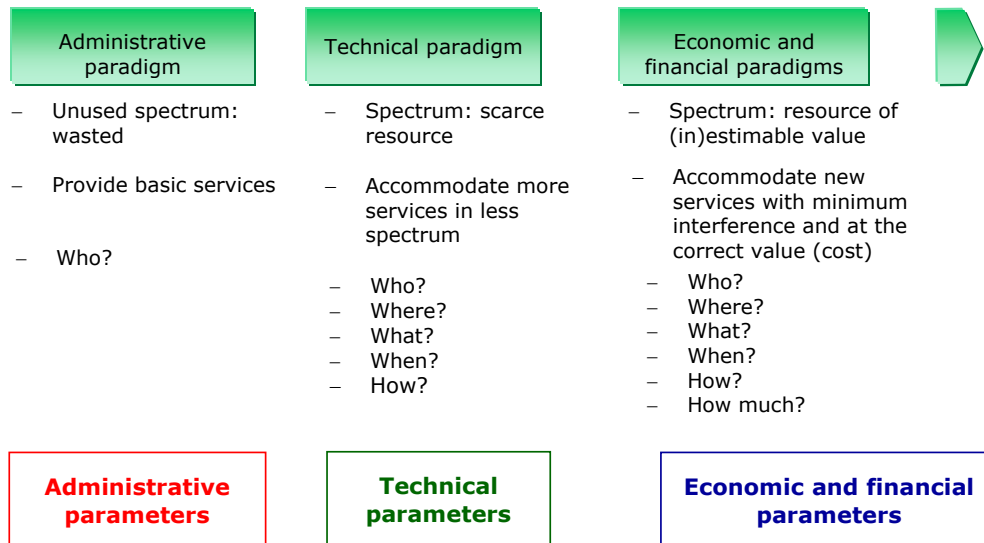 Administrative
paradigm
– Unused spectrum:
wasted
– Provide basic services
– Who?
Administrative
parameters
Technical paradigm
– Spectrum: scarce
resource
– Accommodate more
services in less
spectrum
– Who?
– Where?
– What?
– When?
– How?
Technical
parameters
Economic and
financial paradigms
– Spectrum: resource of
(in)estimable value
– Accommodate new
services with minimum
interference and at the
correct value (cost)
– Who?
– Where?
– What?
– When?
– How?
– How much?
Economic and financial
parameters